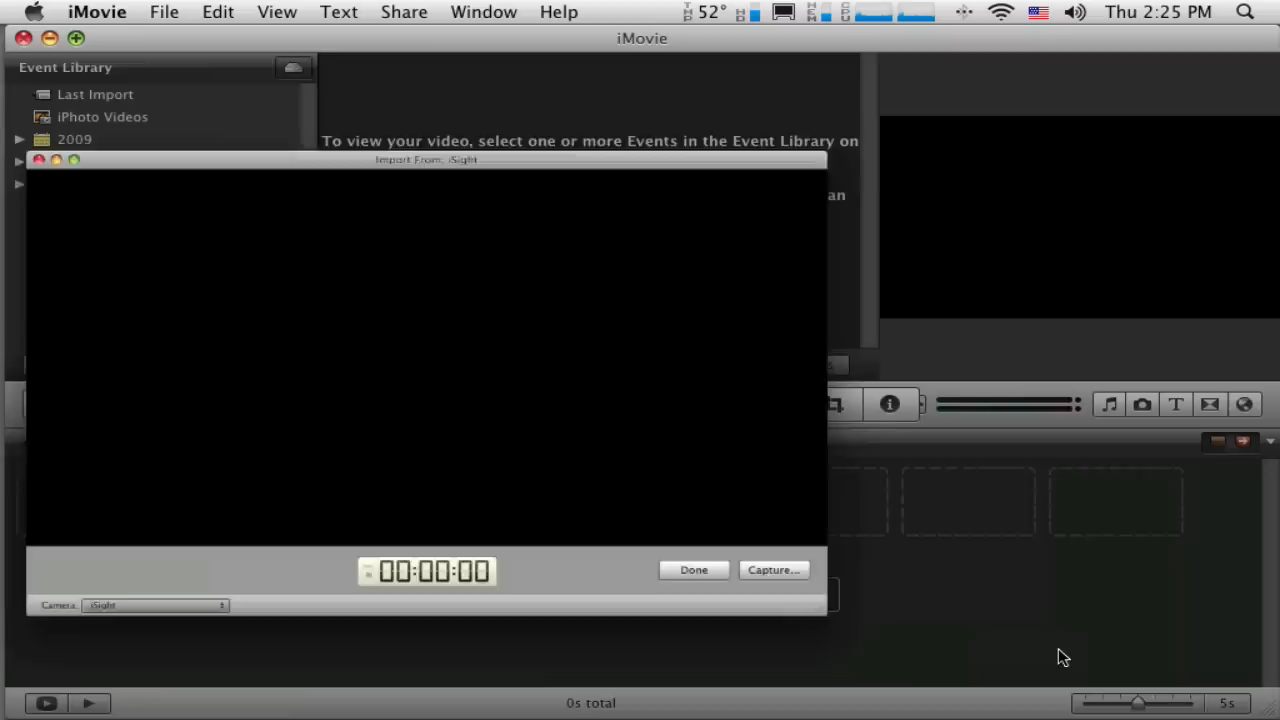 iMovie File Edit View Text Share Window Help 52° Thu 2:25 PM
iMovie
Event Library
Last Import
iPhoto Videos
2009
To view your video, select one or more Events in the Event Library on
an
Import From: iSight
00:00:00
Done Capture...
Camera: iSight
0s total
5s